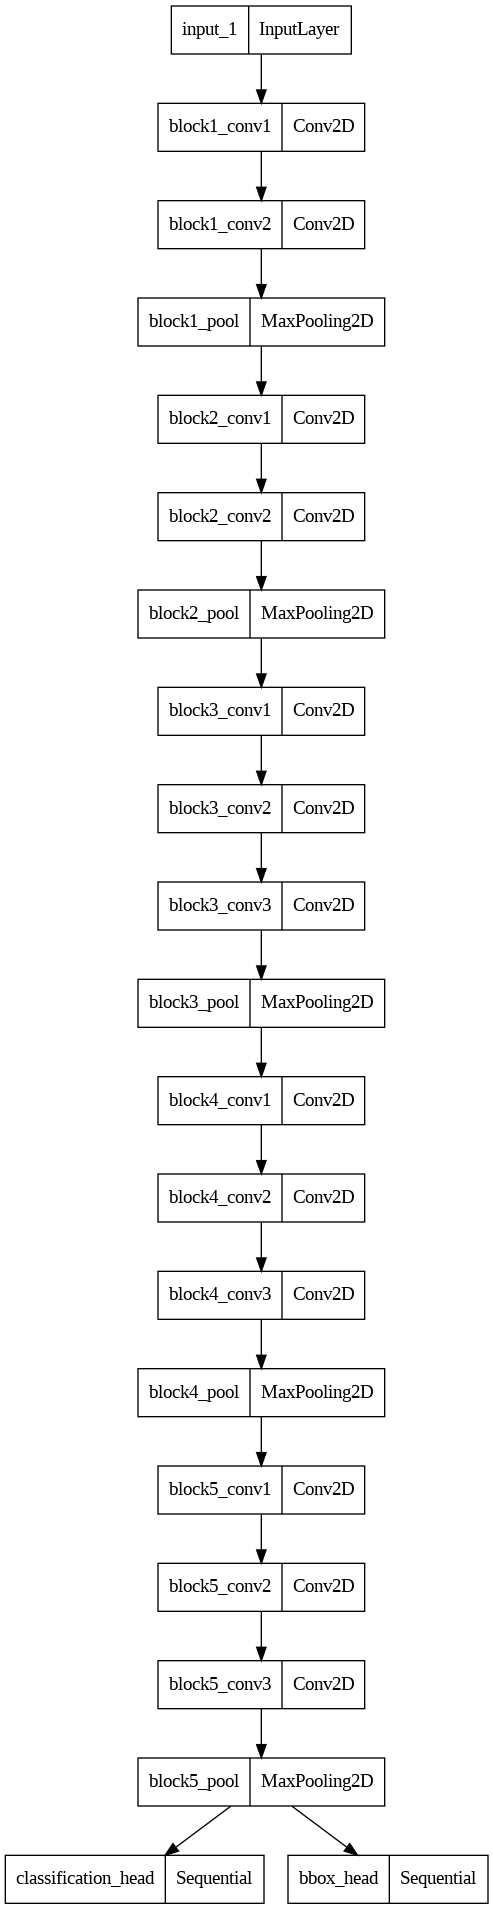 input_1 InputLayer
block1_conv1 Conv2D
block1_conv2 Conv2D
block1_pool MaxPooling2D
block2_conv1 Conv2D
block2_conv2 Conv2D
block2_pool MaxPooling2D
block3_conv1 Conv2D
block3_conv2 Conv2D
block3_conv3 Conv2D
block3_pool MaxPooling2D
block4_conv1 Conv2D
block4_conv2 Conv2D
block4_conv3 Conv2D
block4_pool MaxPooling2D
block5_conv1 Conv2D
block5_conv2 Conv2D
block5_conv3 Conv2D
block5_pool MaxPooling2D
classification_head Sequential bbox_head Sequential